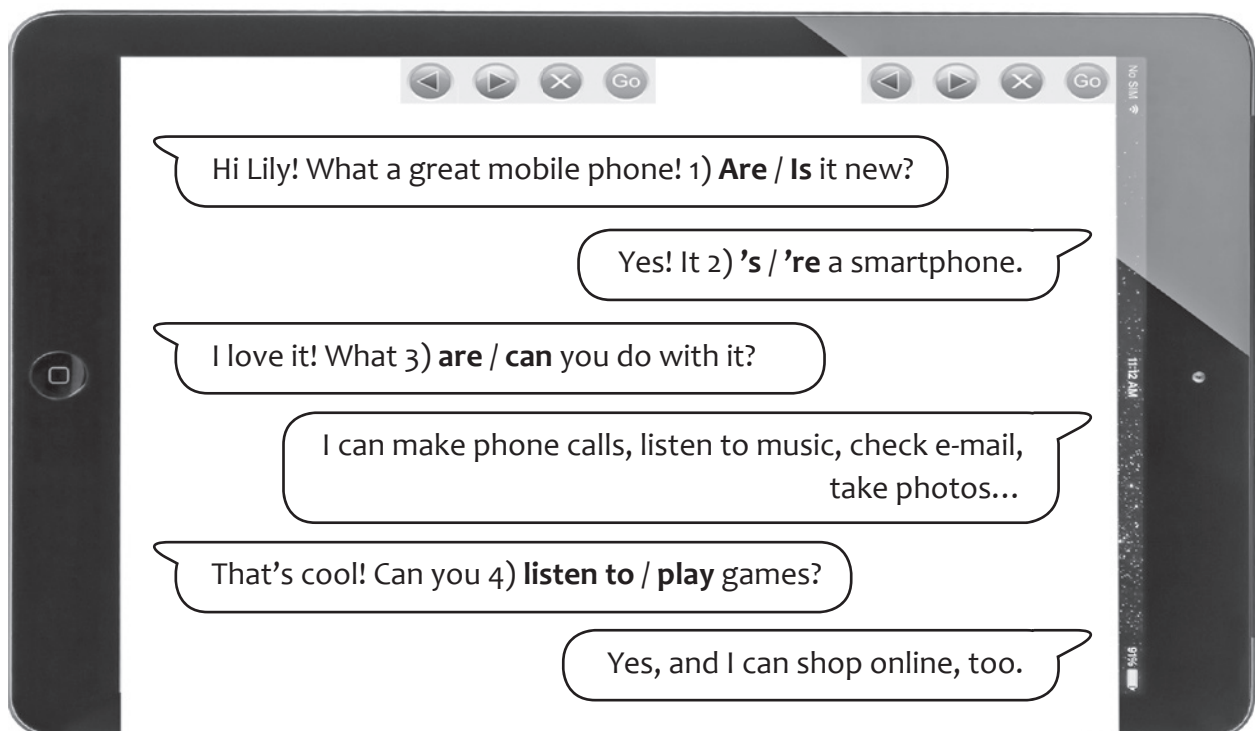 Go
Go
No SIM
Hi Lily! What a great mobile phone! 1) Are / Is it new?
Yes! It 2) ’s / ’re a smartphone.
I love it! What 3) are / can you do with it?
11:12 AM
I can make phone calls, listen to music, check e-mail,
take photos…
That’s cool! Can you 4) listen to / play games?
Yes, and I can shop online, too.
91%